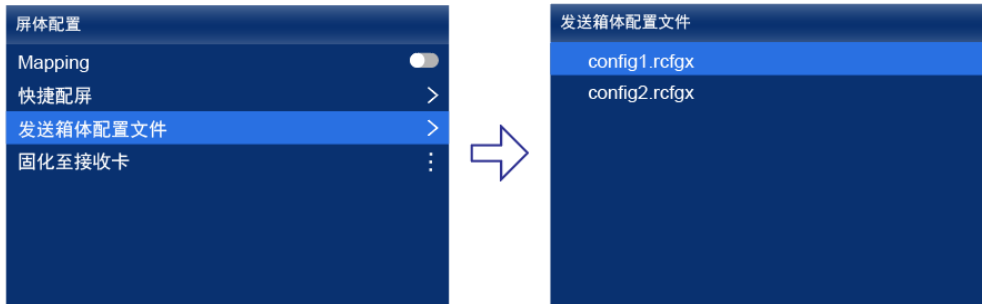 屏体配置
Mapping
快捷配屏
发送箱体配置文件
固化至接收卡
发送箱体配置文件
config1.rcfgx
config2.rcfgx